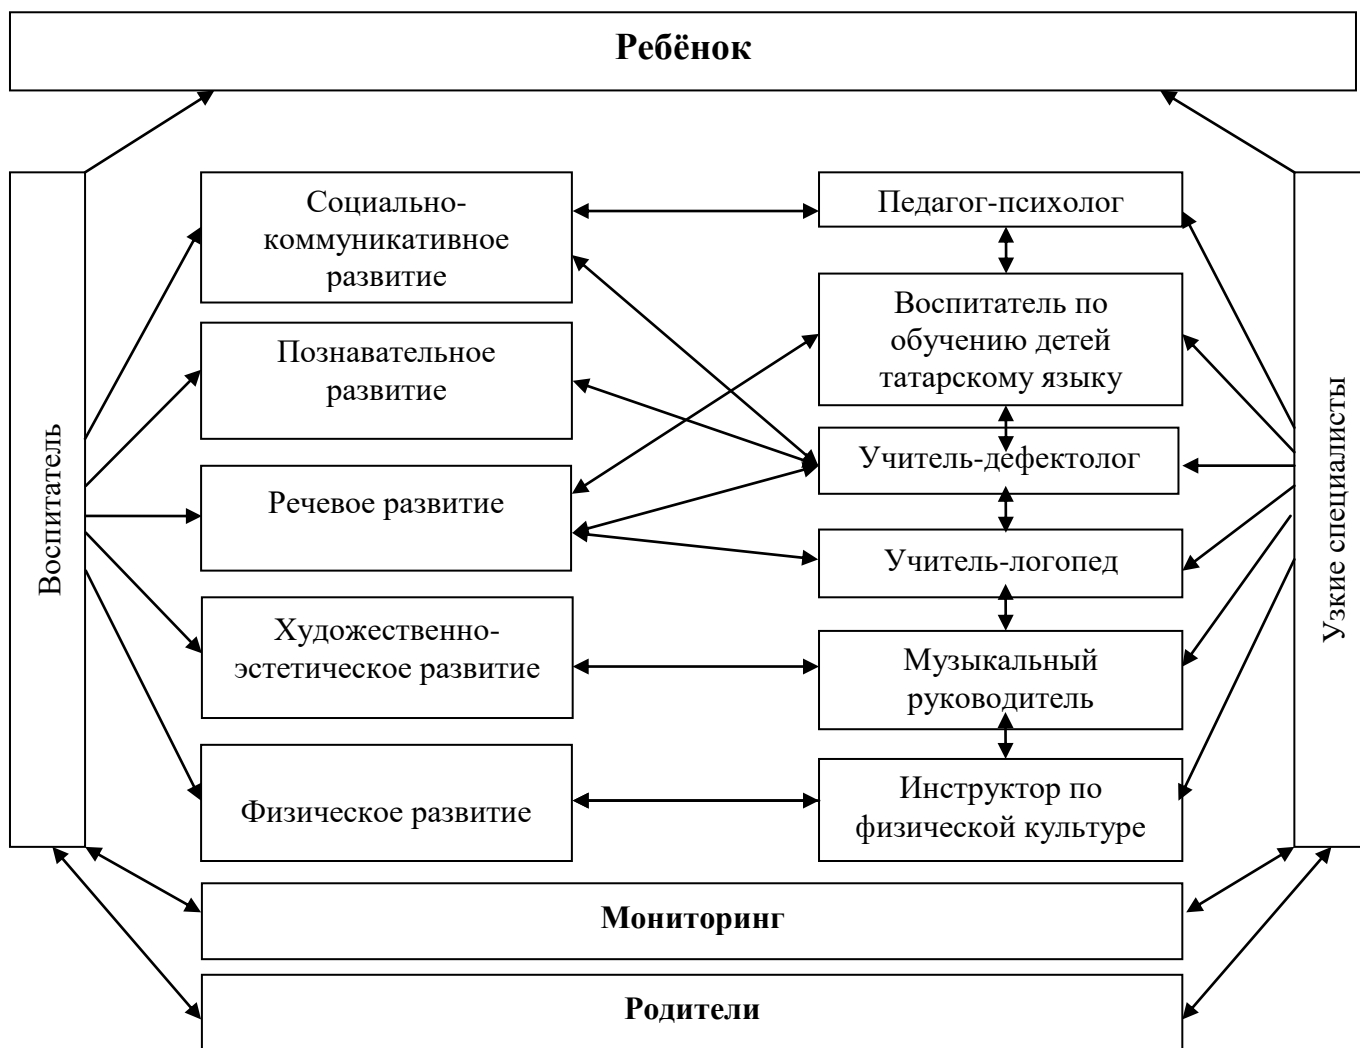 Ребёнок
Воспитатель
Социально-
коммуникативное
развитие
Познавательное
развитие
Речевое развитие
Художественно-
эстетическое развитие
Физическое развитие
Педагог-психолог
Воспитатель по
обучению детей
татарскому языку
Учитель-дефектолог
Учитель-логопед
Музыкальный
руководитель
Инструктор по
физической культуре
Узкие специалисты
Мониторинг
Родители